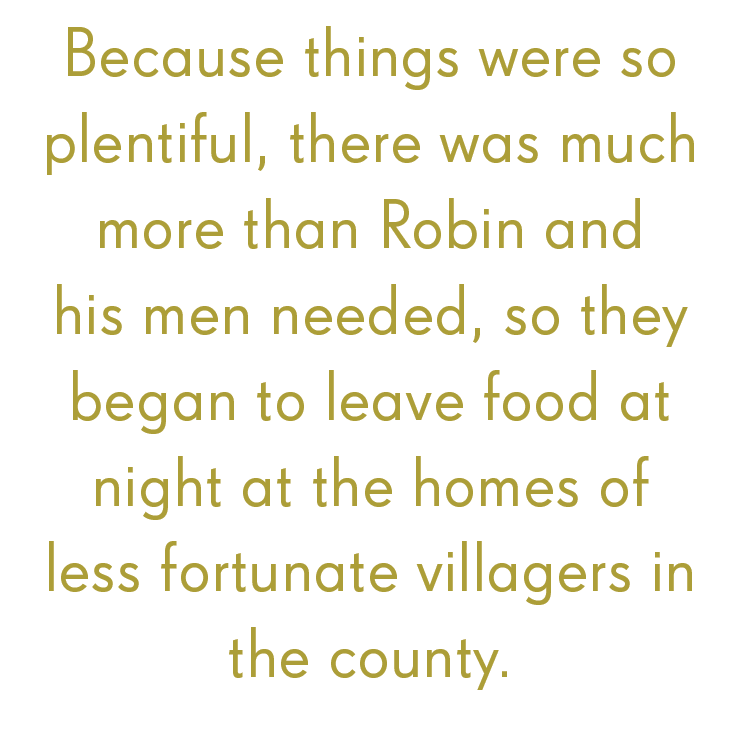 Because things were so
plentiful, there was much
more than Robin and
his men needed, so they
began to leave food at
night at the homes of
less fortunate villagers in
the county.